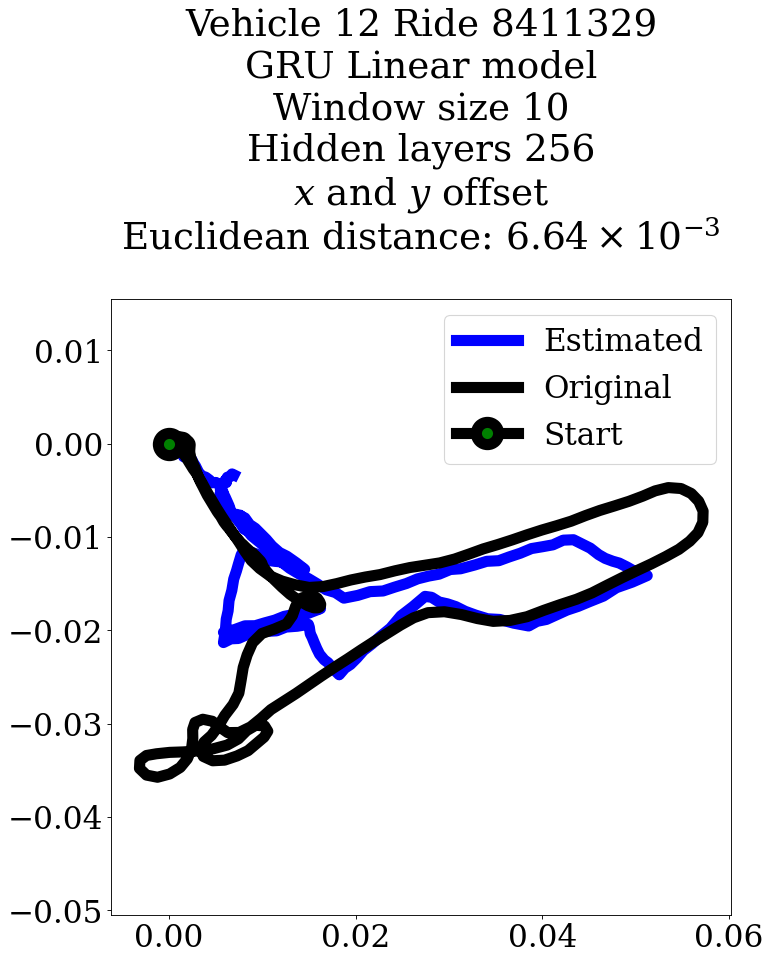 Vehicle 12 Ride 8411329
GRU Linear model
Window size 10
Hidden layers 256
x and y offset
Euclidean distance: 6.64 × 10⁻³
Estimated
Original
Start
0.01
0.00
−0.01
−0.02
−0.03
−0.04
−0.05
0.00 0.02 0.04 0.06